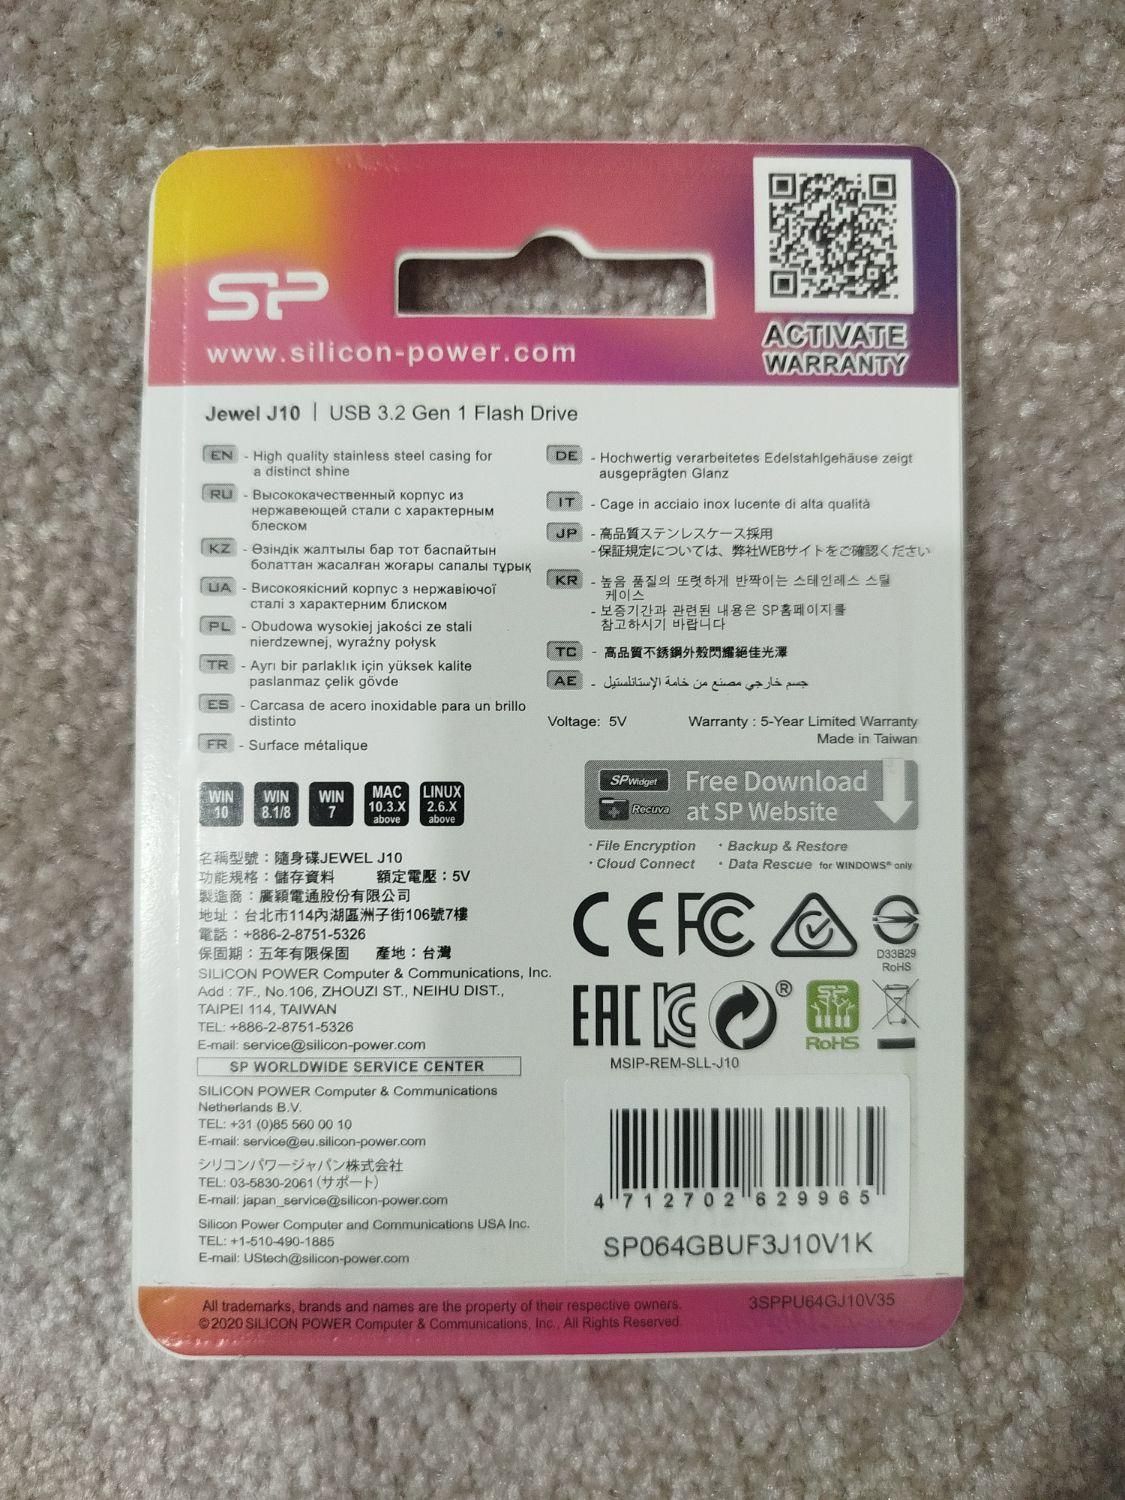 SP
www.silicon-power.com
ACTIVATE
WARRANTY
Jewel J10 | USB 3.2 Gen 1 Flash Drive
EN - High quality stainless steel casing for
a distinct shine
RU - Высококачественный корпус из
нержавеющей стали с характерным
блеском
KZ - Өзіндік жалтылы бар тот баспайтын
болаттан жасалған жоғары сапалы тұрық
UA - Високоякісний корпус з нержавіючої
сталі з характерним блиском
PL - Obudowa wysokiej jakości ze stali
nierdzewnej, wyraźny połysk
TR - Ayrı bir parlaklık için yüksek kalite
paslanmaz çelik gövde
ES - Carcasa de acero inoxidable para un brillo
distinto
FR - Surface métalique
DE - Hochwertig verarbeitetes Edelstahlgehäuse zeigt
ausgeprägten Glanz
IT - Cage in acciaio inox lucente di alta qualità
JP - 高品質ステンレスケース採用
- 保証規定については、弊社WEBサイトをご確認ください
KR - 높음 품질의 또렷하게 반짝이는 스테인레스 스틸
케이스
- 보증기간과 관련된 내용은 SP홈페이지를
참고하시기 바랍니다
TC - 高品質不銹鋼外殼閃耀絕佳光澤
AE - جسم خارجي مصنع من خامة الإستانلستيل
Voltage: 5V Warranty : 5-Year Limited Warranty
Made in Taiwan
WIN
10
WIN
8.1/8
WIN
7
MAC
10.3.X
above
LINUX
2.6.X
above
SP Widget
Recuva
Free Download
at SP Website
· File Encryption · Backup & Restore
· Cloud Connect · Data Rescue for WINDOWS® only
名稱型號：隨身碟JEWEL J10
功能規格：儲存資料 額定電壓：5V
製造商：廣穎電通股份有限公司
地址：台北市114內湖區洲子街106號7樓
電話：+886-2-8751-5326
保固期：五年有限保固 產地：台灣
SILICON POWER Computer & Communications, Inc.
Add : 7F., No.106, ZHOUZI ST., NEIHU DIST.,
TAIPEI 114, TAIWAN
TEL: +886-2-8751-5326
E-mail: service@silicon-power.com
SP WORLDWIDE SERVICE CENTER
SILICON POWER Computer & Communications
Netherlands B.V.
TEL: +31 (0)85 560 00 10
E-mail: service@eu.silicon-power.com
シリコンパワージャパン株式会社
TEL: 03-5830-2061(サポート)
E-mail: japan_service@silicon-power.com
Silicon Power Computer and Communications USA Inc.
TEL: +1-510-490-1885
E-mail: UStech@silicon-power.com
CE FC
D33B29
RoHS
EAC KC ®
SP
RoHS
MSIP-REM-SLL-J10
4 712702 629965
SP064GBUF3J10V1K
All trademarks, brands and names are the property of their respective owners.
©2020 SILICON POWER Computer & Communications, Inc., All Rights Reserved.
3SPPU64GJ10V35